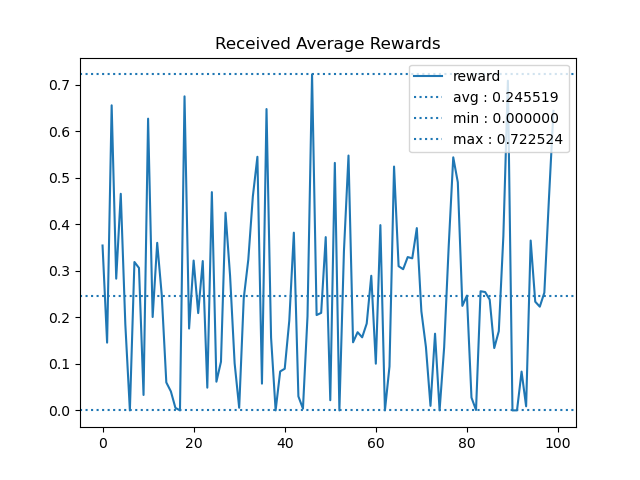 Received Average Rewards
reward
avg : 0.245519
min : 0.000000
max : 0.722524
0.7
0.6
0.5
0.4
0.3
0.2
0.1
0.0
0 20 40 60 80 100